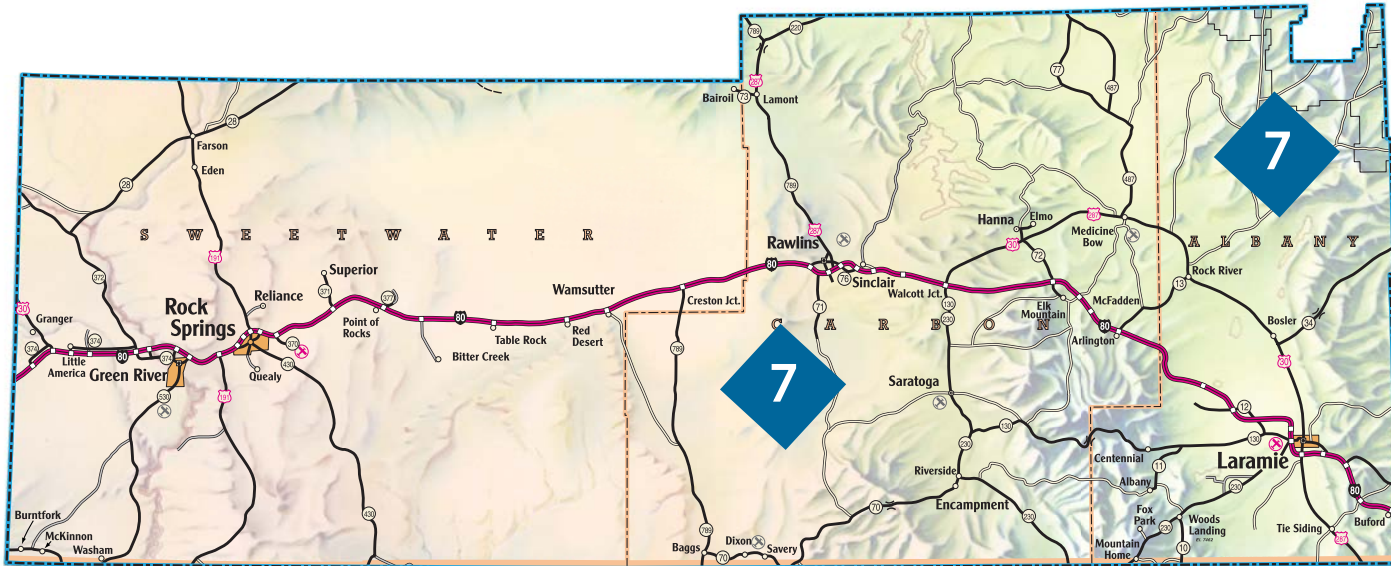 789
220
287
Bairoil
73
Lamont
77
487
28
Farson
Eden
28
7
789
487
S W E E T W A T E R
191
372
Hanna
Elmo
287
30
Medicine
Bow
A L B A N Y
287
Rawlins
80
76
Sinclair
72
Rock River
13
Superior
371
377
Wamsutter
Creston Jct.
Walcott Jct.
130
230
Elk
Mountain
McFadden
80
Arlington
30
Granger
374
374
Little
America
80
374
Green River
Rock
Springs
Reliance
370
430
Quealy
Point of
Rocks
80
Table Rock
Bitter Creek
Red
Desert
71
C A R B O N
Bosler
34
30
789
7
191
530
Saratoga
12
130
230
130
Centennial
Laramie
11
Albany
230
80
Riverside
Encampment
70
230
Fox
Park
230
Mountain
Home
Woods
Landing
EL. 7462
10
Tie Siding
287
Buford
430
Burntfork
McKinnon
Washam
789
Baggs
70
Dixon
Savery